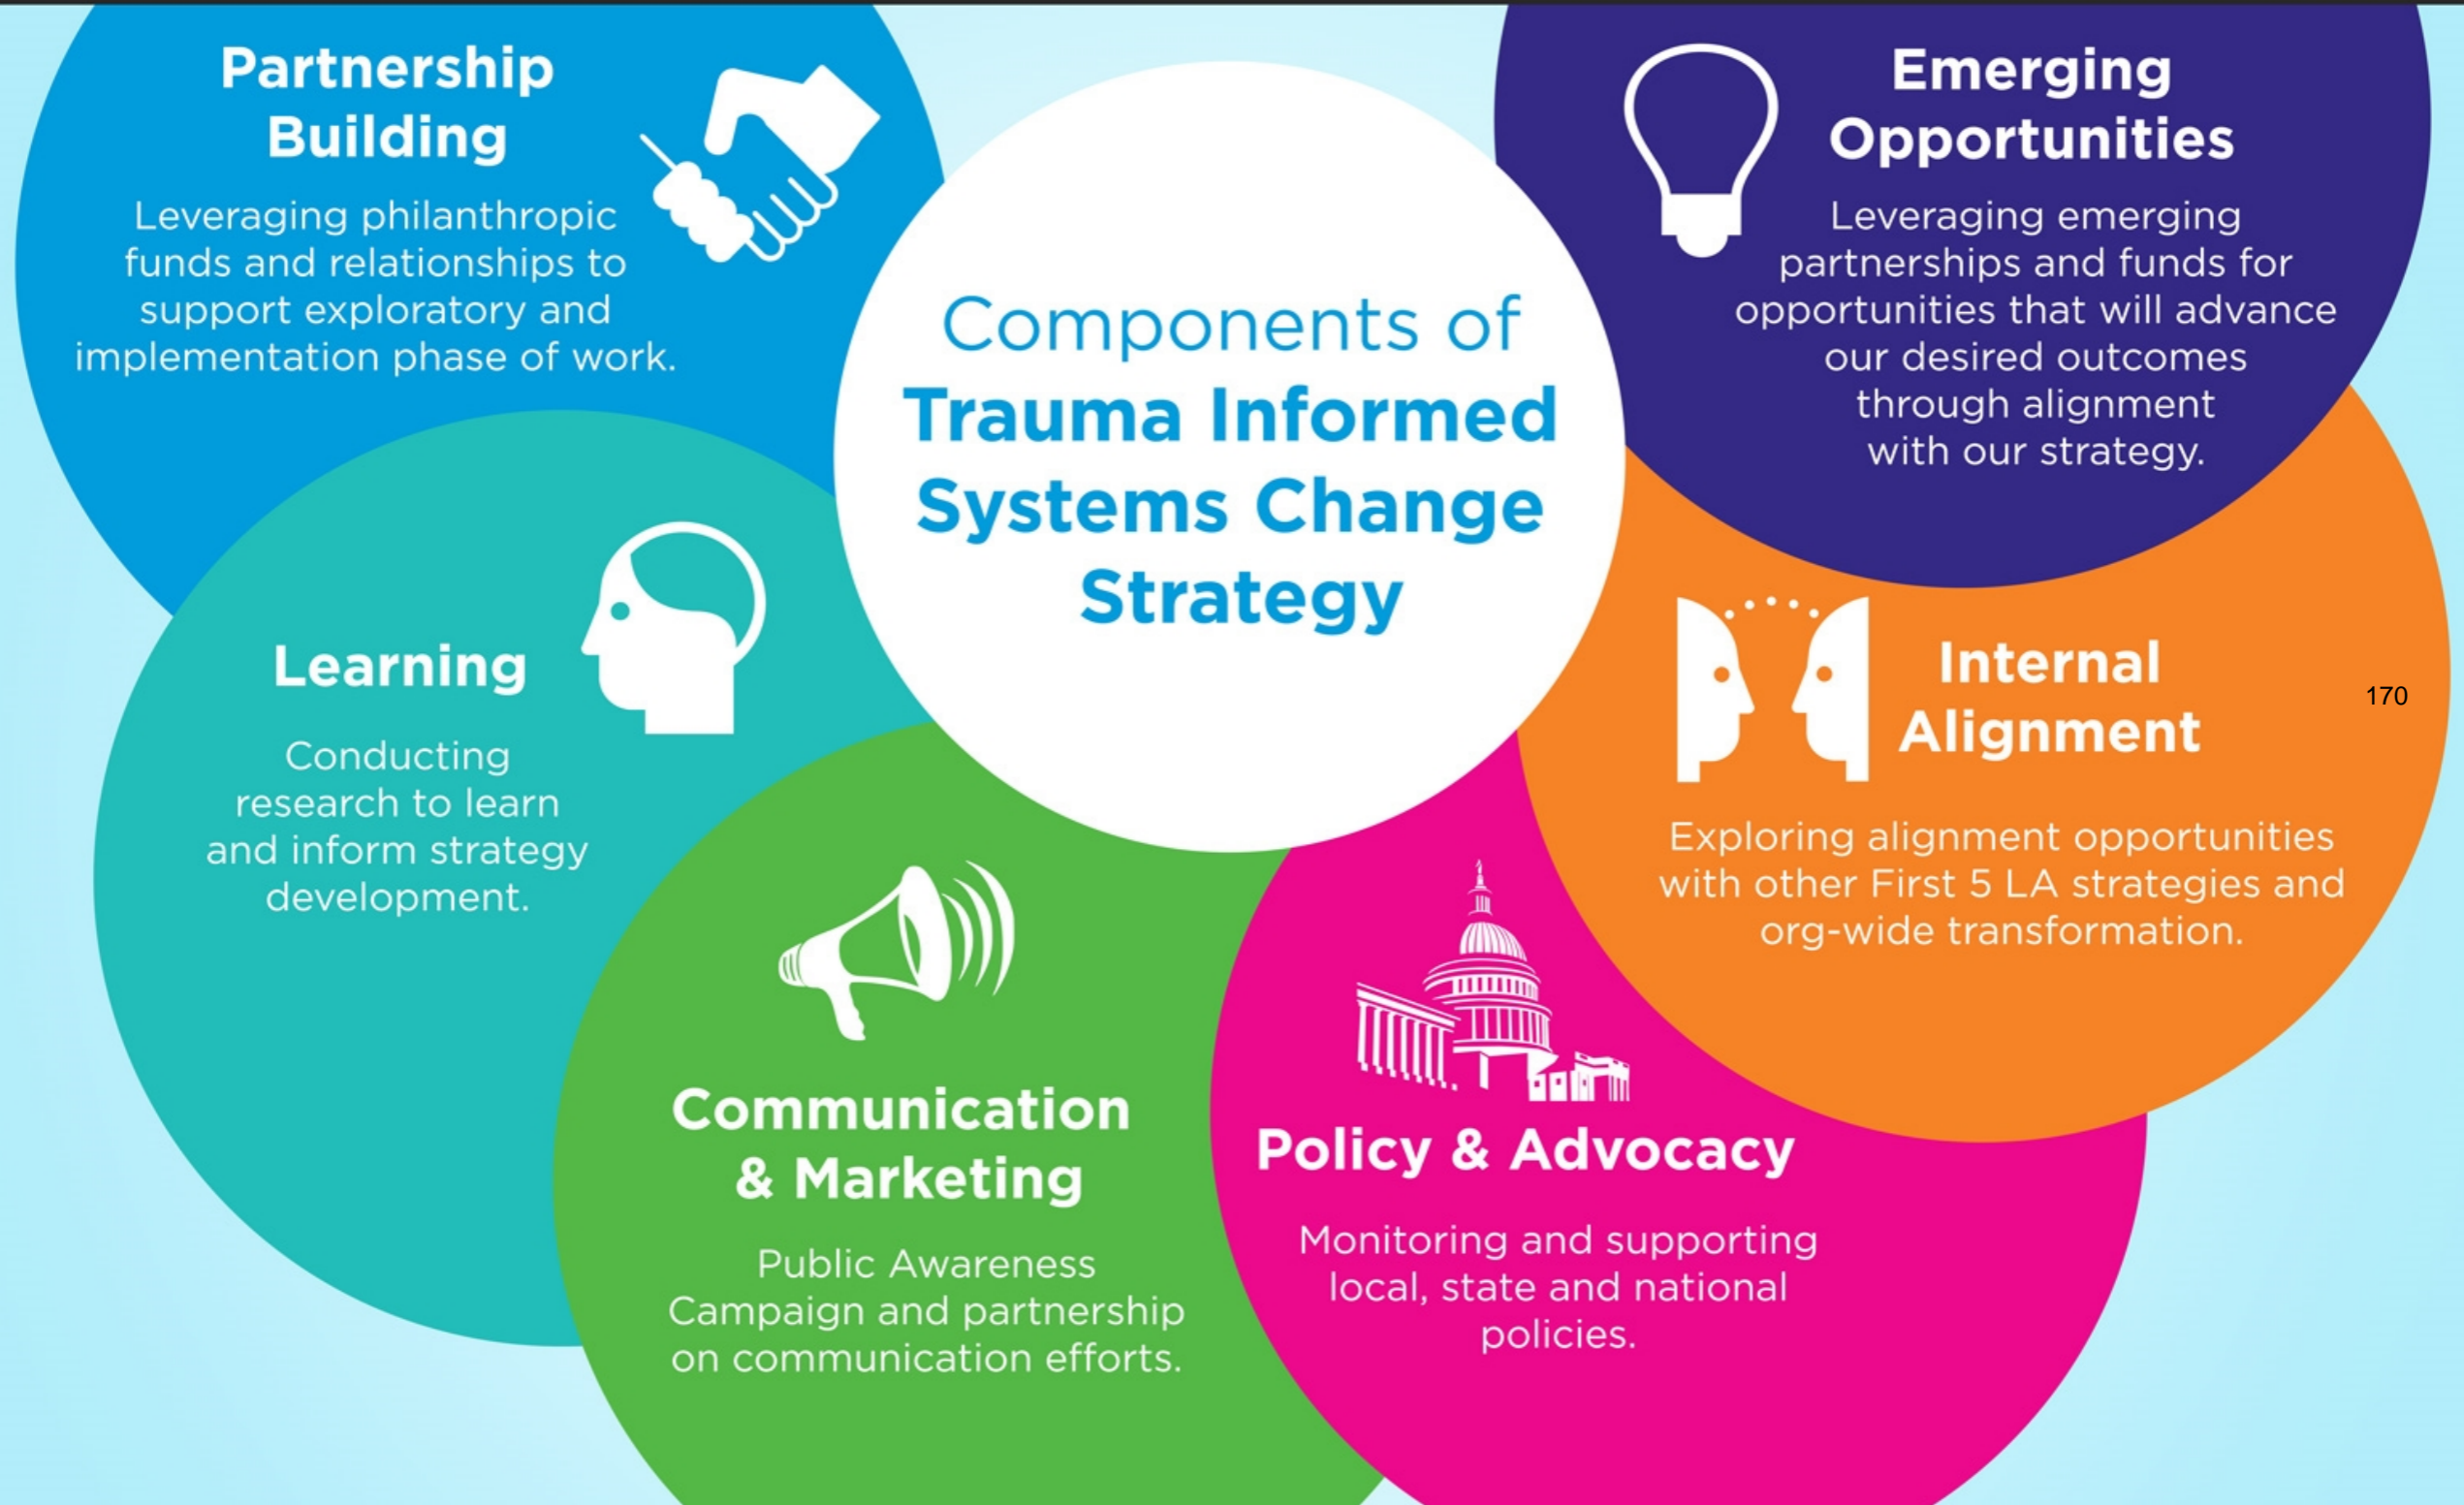 Partnership
Building
Leveraging philanthropic
funds and relationships to
support exploratory and
implementation phase of work.
Components of
Trauma Informed
Systems Change
Strategy
Emerging
Opportunities
Leveraging emerging
partnerships and funds for
opportunities that will advance
our desired outcomes
through alignment
with our strategy.
Learning
Conducting
research to learn
and inform strategy
development.
Internal
Alignment
170
Exploring alignment opportunities
with other First 5 LA strategies and
org-wide transformation.
Communication
& Marketing
Public Awareness
Campaign and partnership
on communication efforts.
Policy & Advocacy
Monitoring and supporting
local, state and national
policies.